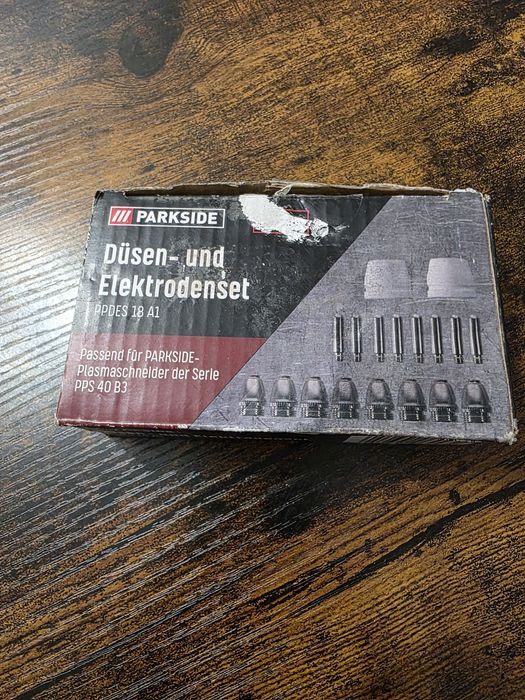 PARKSIDE
Düsen- und
Elektrodenset
PPDES 18 A1
Passend für PARKSIDE-
Plasmaschneider der Serie
PPS 40 B3